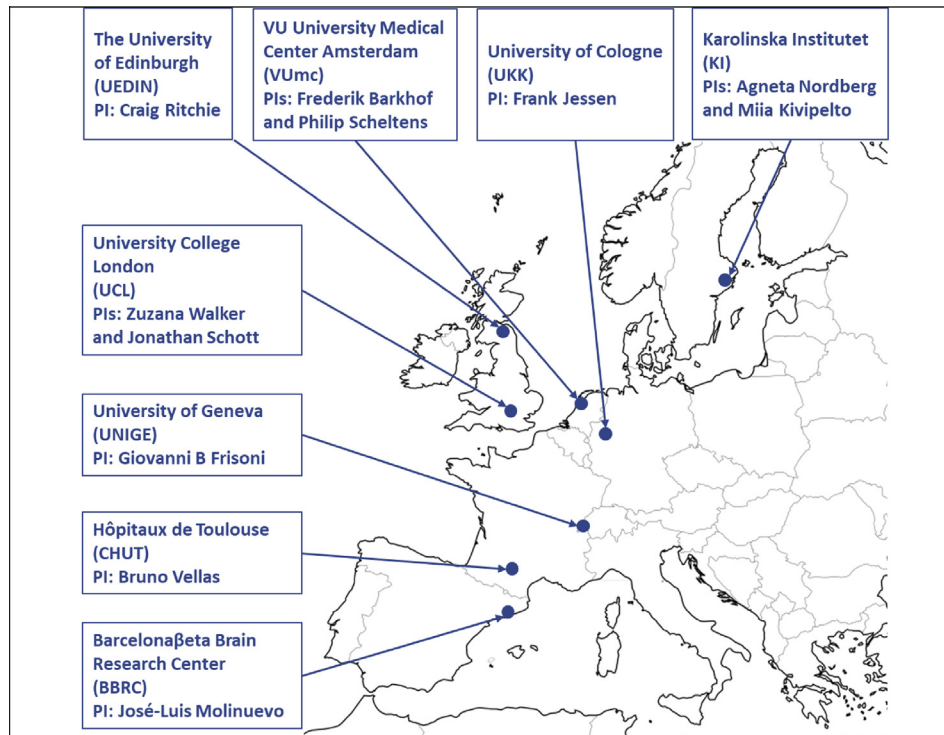 The University
of Edinburgh
(UEDIN)
PI: Craig Ritchie
VU University Medical
Center Amsterdam
(VUmc)
PIs: Frederik Barkhof
and Philip Scheltens
University of Cologne
(UKK)
PI: Frank Jessen
Karolinska Institutet
(KI)
PIs: Agneta Nordberg
and Miia Kivipelto
University College
London
(UCL)
PIs: Zuzana Walker
and Jonathan Schott
University of Geneva
(UNIGE)
PI: Giovanni B Frisoni
Hôpitaux de Toulouse
(CHUT)
PI: Bruno Vellas
Barcelonaβeta Brain
Research Center
(BBRC)
PI: José-Luis Molinuevo